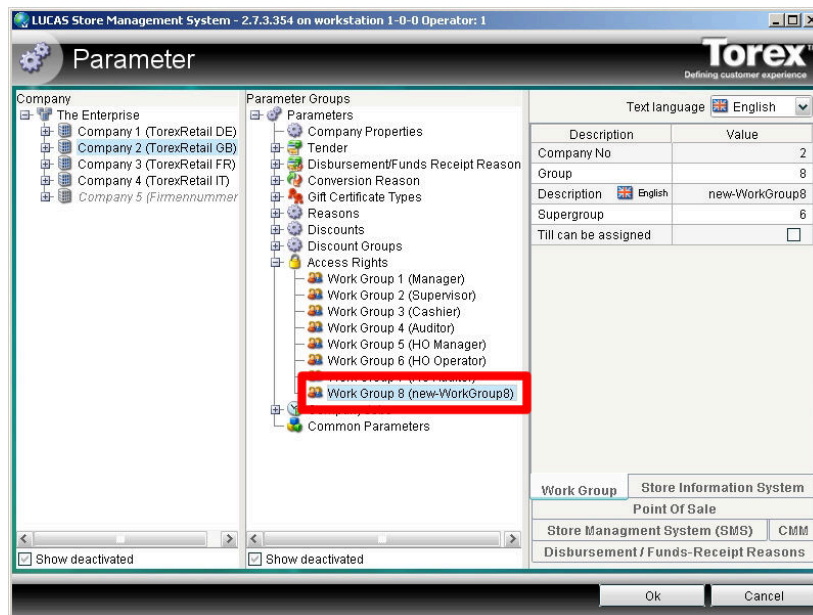 LUCAS Store Management System - 2.7.3.354 on workstation 1-0-0 Operator: 1
Parameter
Torex™
Defining customer experience
Company
The Enterprise
Company 1 (TorexRetail DE)
Company 2 (TorexRetail GB)
Company 3 (TorexRetail FR)
Company 4 (TorexRetail IT)
Company 5 (Firmennummer
Show deactivated
Parameter Groups
Parameters
Company Properties
Tender
Disbursement/Funds Receipt Reason
Conversion Reason
Gift Certificate Types
Reasons
Discounts
Discount Groups
Access Rights
Work Group 1 (Manager)
Work Group 2 (Supervisor)
Work Group 3 (Cashier)
Work Group 4 (Auditor)
Work Group 5 (HO Manager)
Work Group 6 (HO Operator)
Work Group 8 (new-WorkGroup8)
Common Parameters
Show deactivated
Text language English
Description Value
Company No 2
Group 8
Description English new-WorkGroup8
Supergroup 6
Till can be assigned
Work Group Store Information System
Point Of Sale
Store Managment System (SMS) CMM
Disbursement / Funds-Receipt Reasons
Ok Cancel